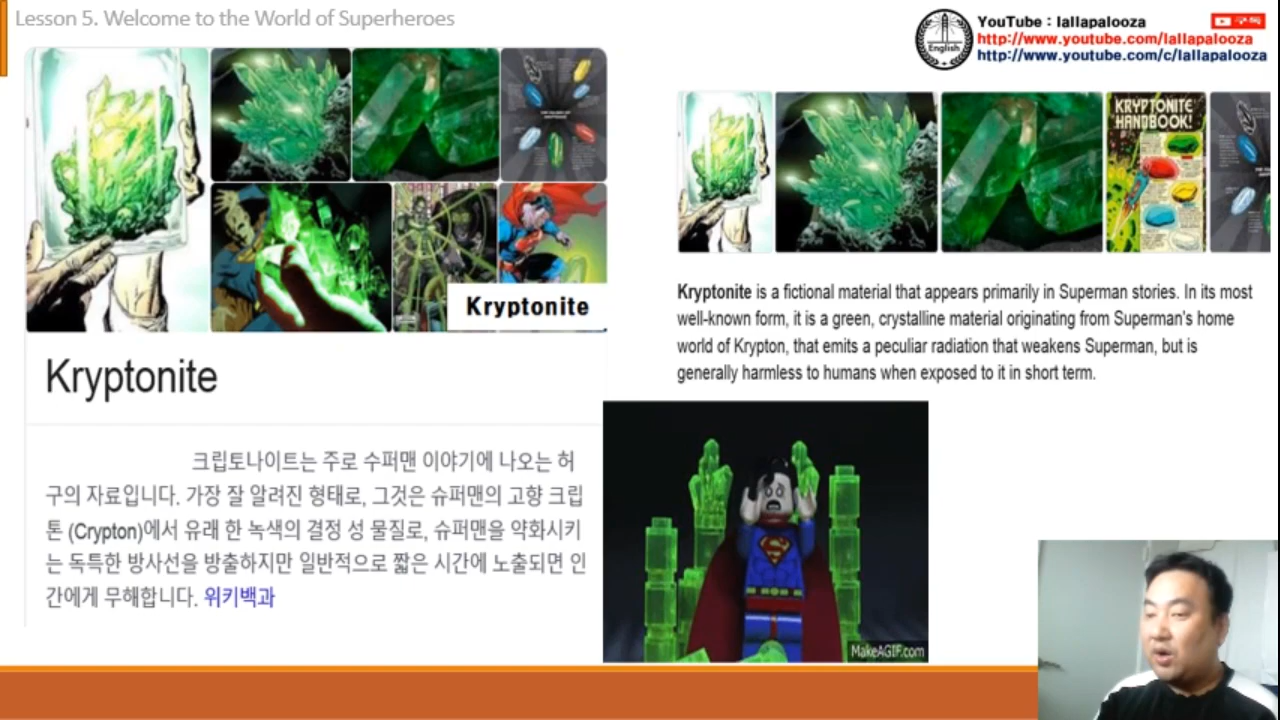 Lesson 5. Welcome to the World of Superheroes
YouTube : lallapalooza
http://www.youtube.com/lallapalooza
http://www.youtube.com/c/lallapalooza
English
KRYPTONITE
HANDBOOK!
Kryptonite
Kryptonite
크립토나이트는 주로 수퍼맨 이야기에 나오는 허
구의 자료입니다. 가장 잘 알려진 형태로, 그것은 슈퍼맨의 고향 크립
톤 (Crypton)에서 유래 한 녹색의 결정 성 물질로, 슈퍼맨을 약화시키
는 독특한 방사선을 방출하지만 일반적으로 짧은 시간에 노출되면 인
간에게 무해합니다. 위키백과
Kryptonite is a fictional material that appears primarily in Superman stories. In its most
well-known form, it is a green, crystalline material originating from Superman's home
world of Krypton, that emits a peculiar radiation that weakens Superman, but is
generally harmless to humans when exposed to it in short term.
MakeAGIF.com